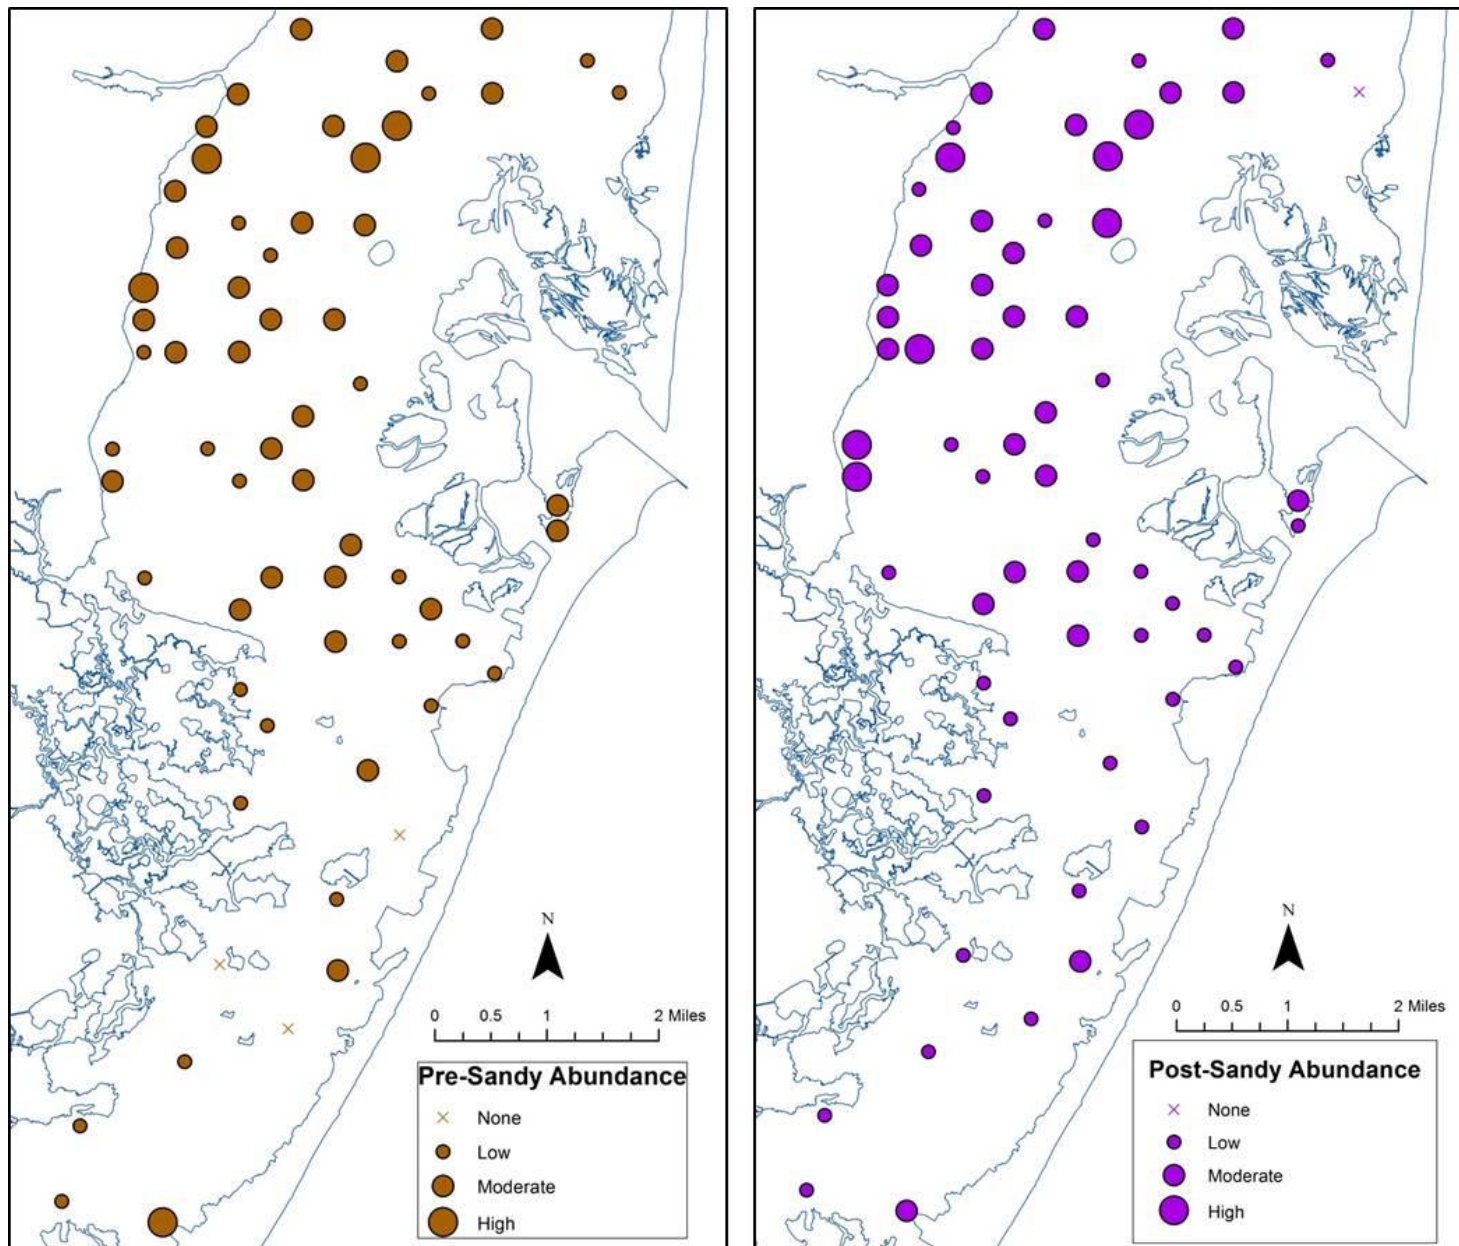 N
0 0.5 1 2 Miles
Pre-Sandy Abundance
None
Low
Moderate
High
N
0 0.5 1 2 Miles
Post-Sandy Abundance
None
Low
Moderate
High